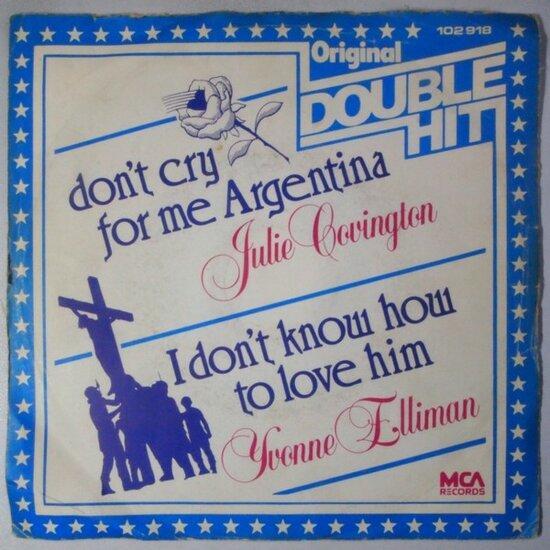 102 918
Original
DOUBLE
HIT
don't cry
for me Argentina
Julie Covington
I don't know how
to love him
Yvonne Elliman
MCA
RECORDS